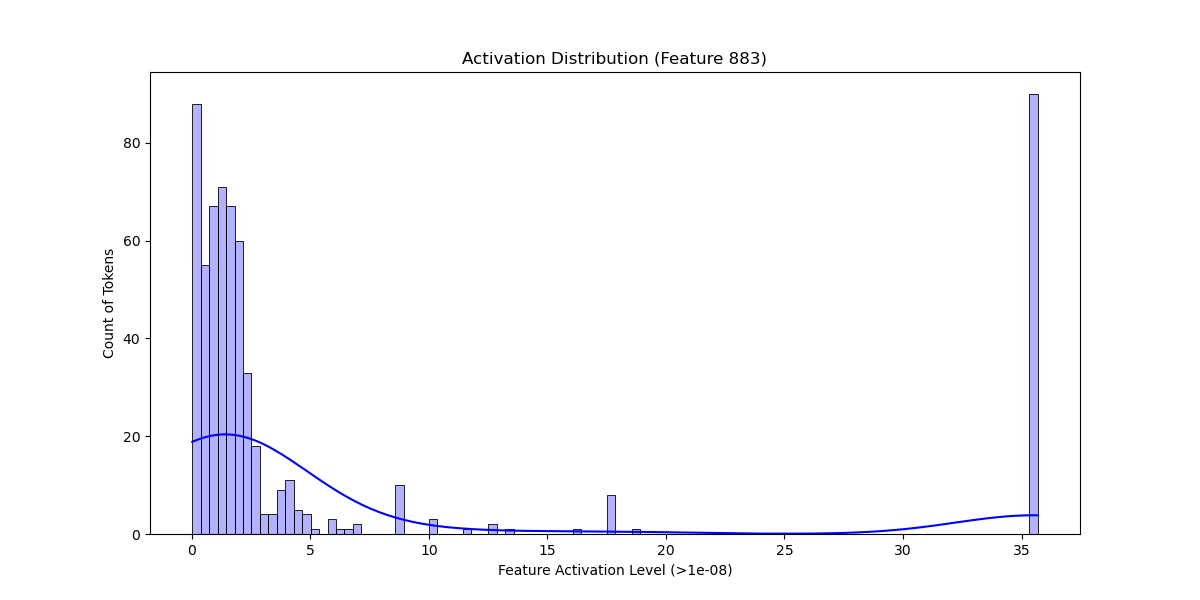 Activation Distribution (Feature 883)
Count of Tokens
80
60
40
20
0
0 5 10 15 20 25 30 35
Feature Activation Level (>1e-08)